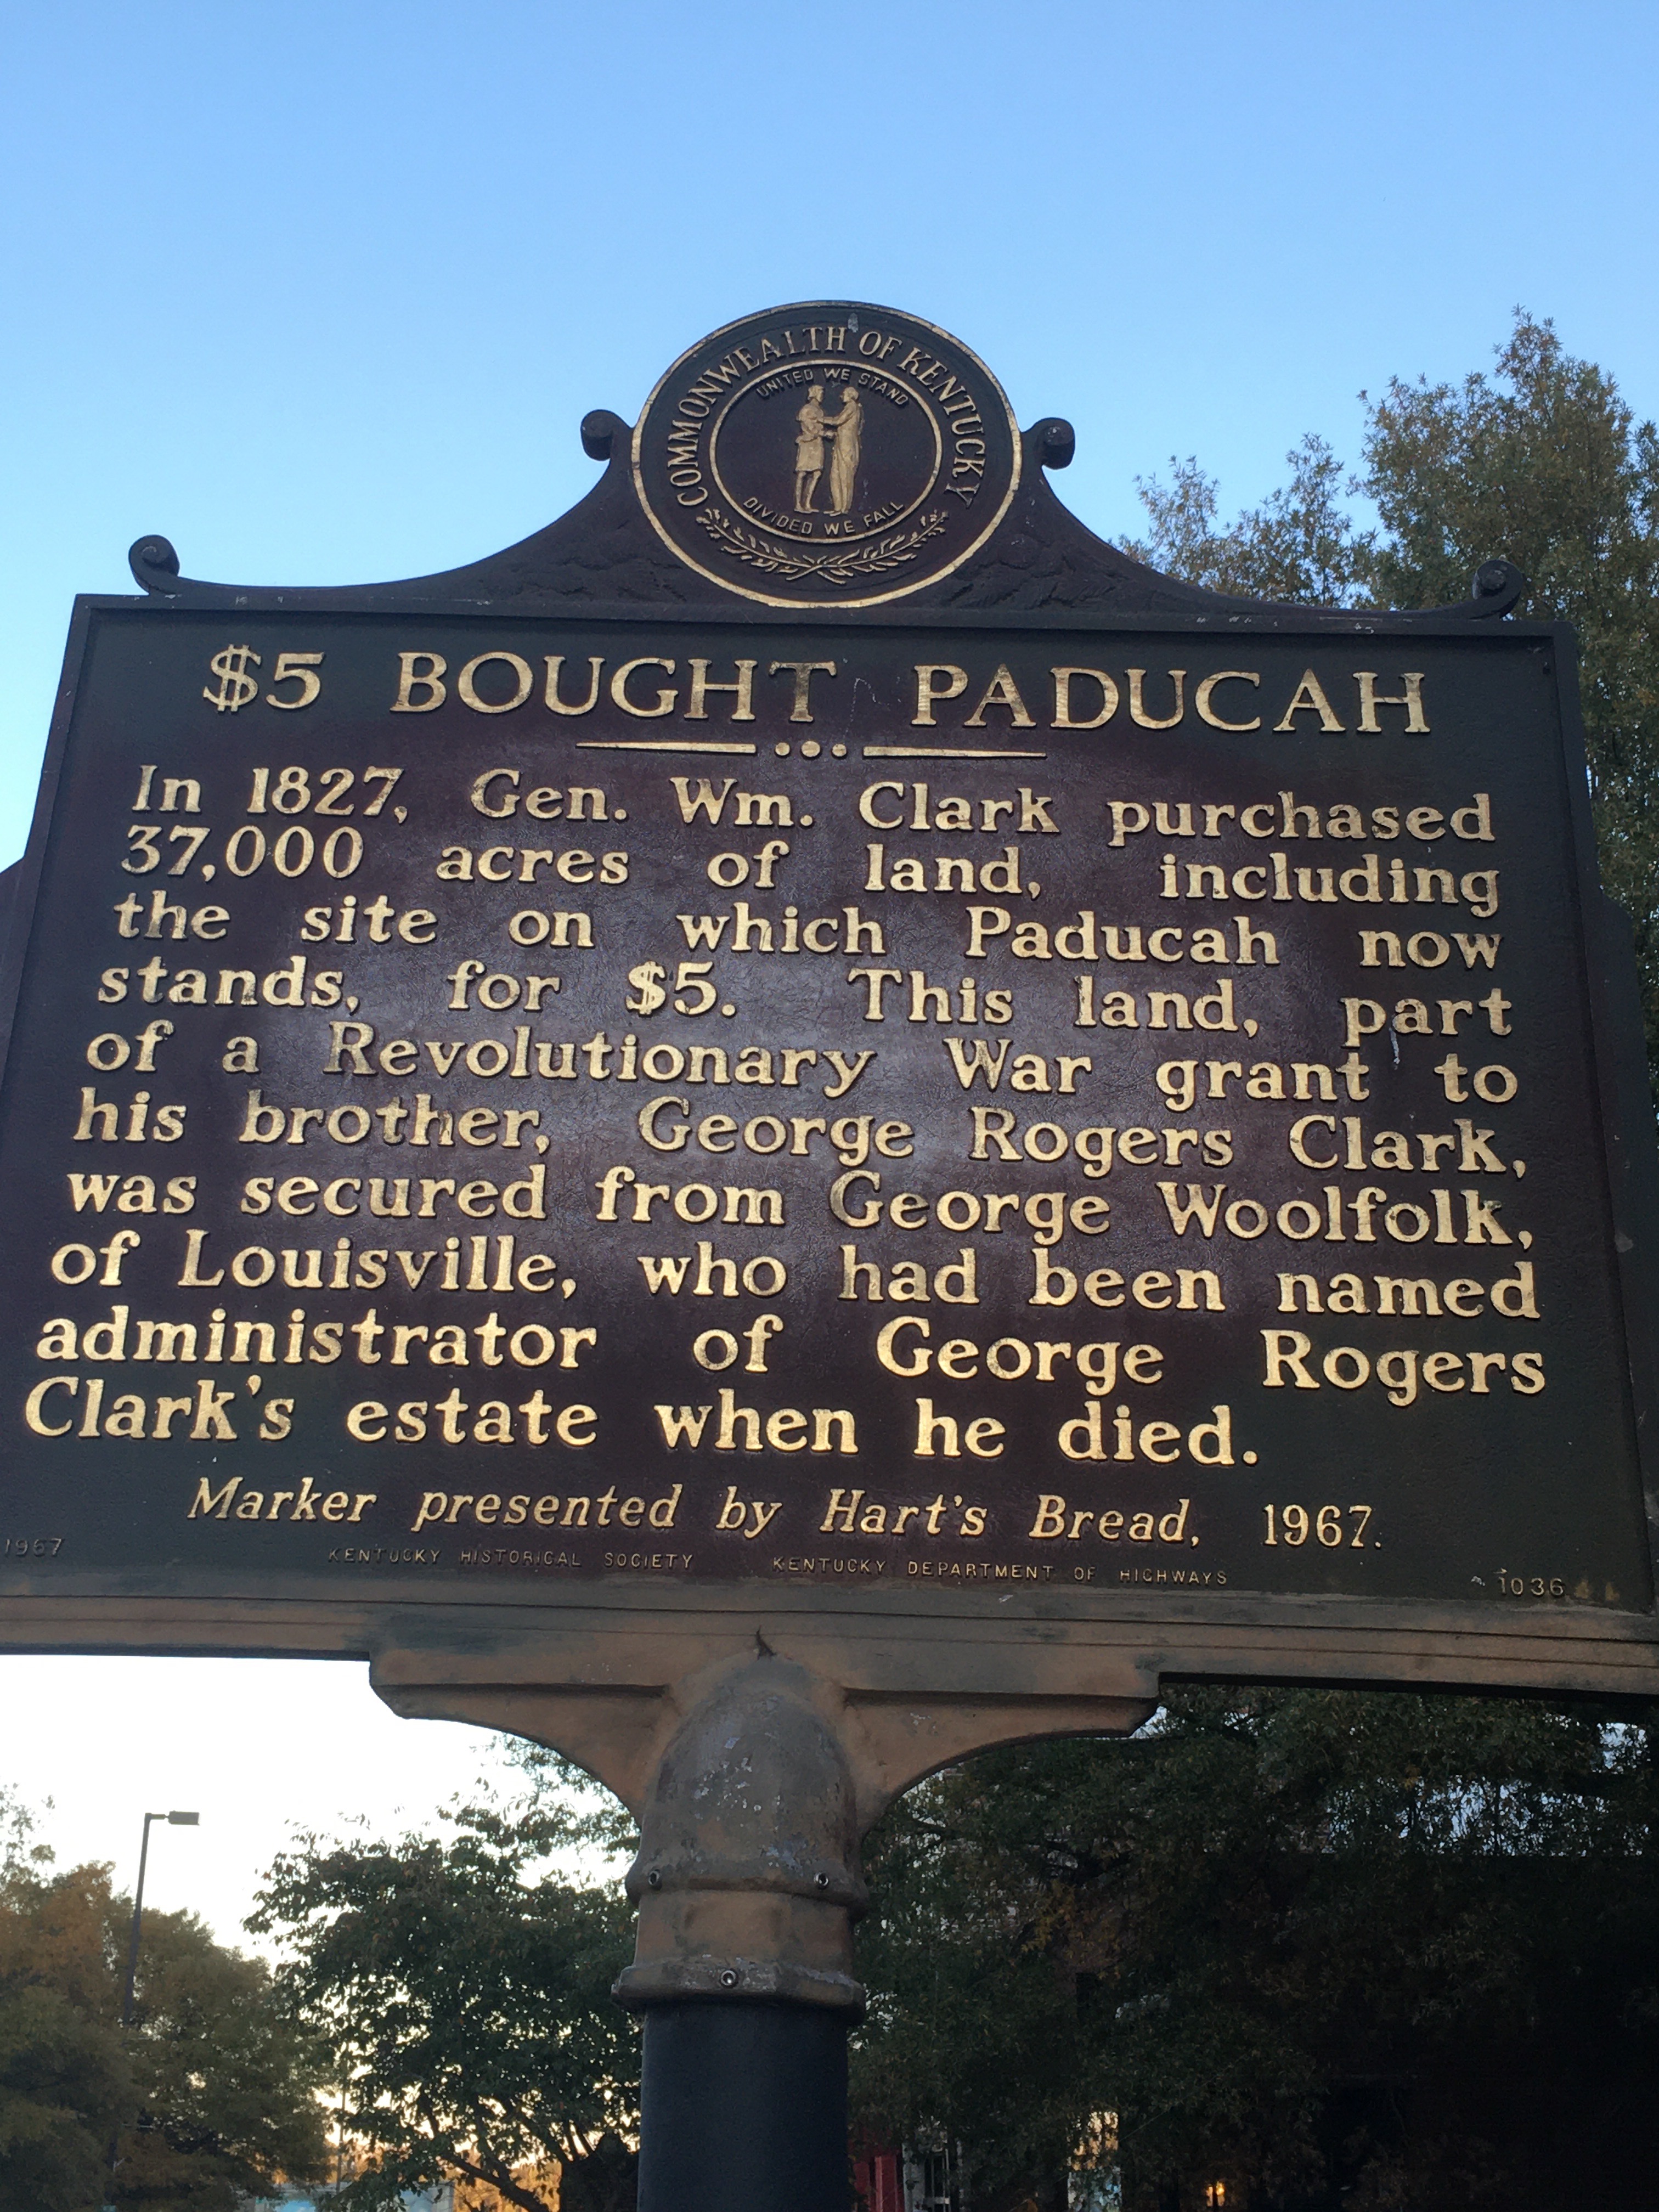 COMMONWEALTH OF KENTUCKY
UNITED WE STAND
DIVIDED WE FALL
$5 BOUGHT PADUCAH
In 1827, Gen. Wm. Clark purchased
37,000 acres of land, including
the site on which Paducah now
stands, for $5. This land, part
of a Revolutionary War grant to
his brother, George Rogers Clark,
was secured from George Woolfolk,
of Louisville, who had been named
administrator of George Rogers
Clark's estate when he died.
Marker presented by Hart's Bread, 1967.
1967 KENTUCKY HISTORICAL SOCIETY KENTUCKY DEPARTMENT OF HIGHWAYS 1036